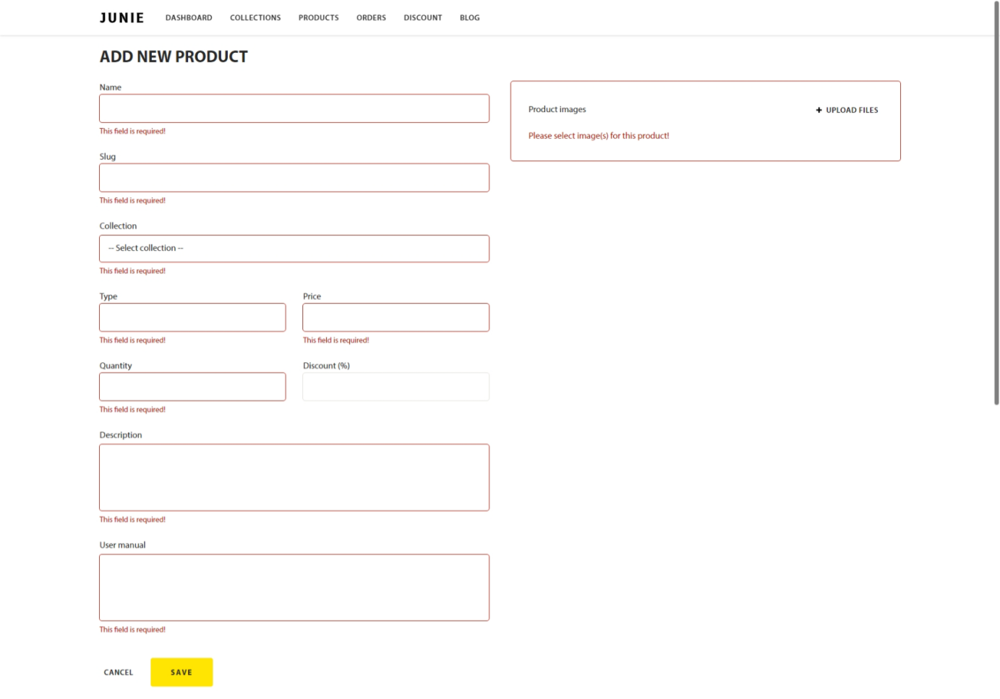 JUNIE DASHBOARD COLLECTIONS PRODUCTS ORDERS DISCOUNT BLOG
ADD NEW PRODUCT
Name
This field is required!
Slug
This field is required!
Collection
-- Select collection --
This field is required!
Type Price
This field is required! This field is required!
Quantity Discount (%)
This field is required!
Description
This field is required!
User manual
This field is required!
CANCEL SAVE
Product images + UPLOAD FILES
Please select image(s) for this product!